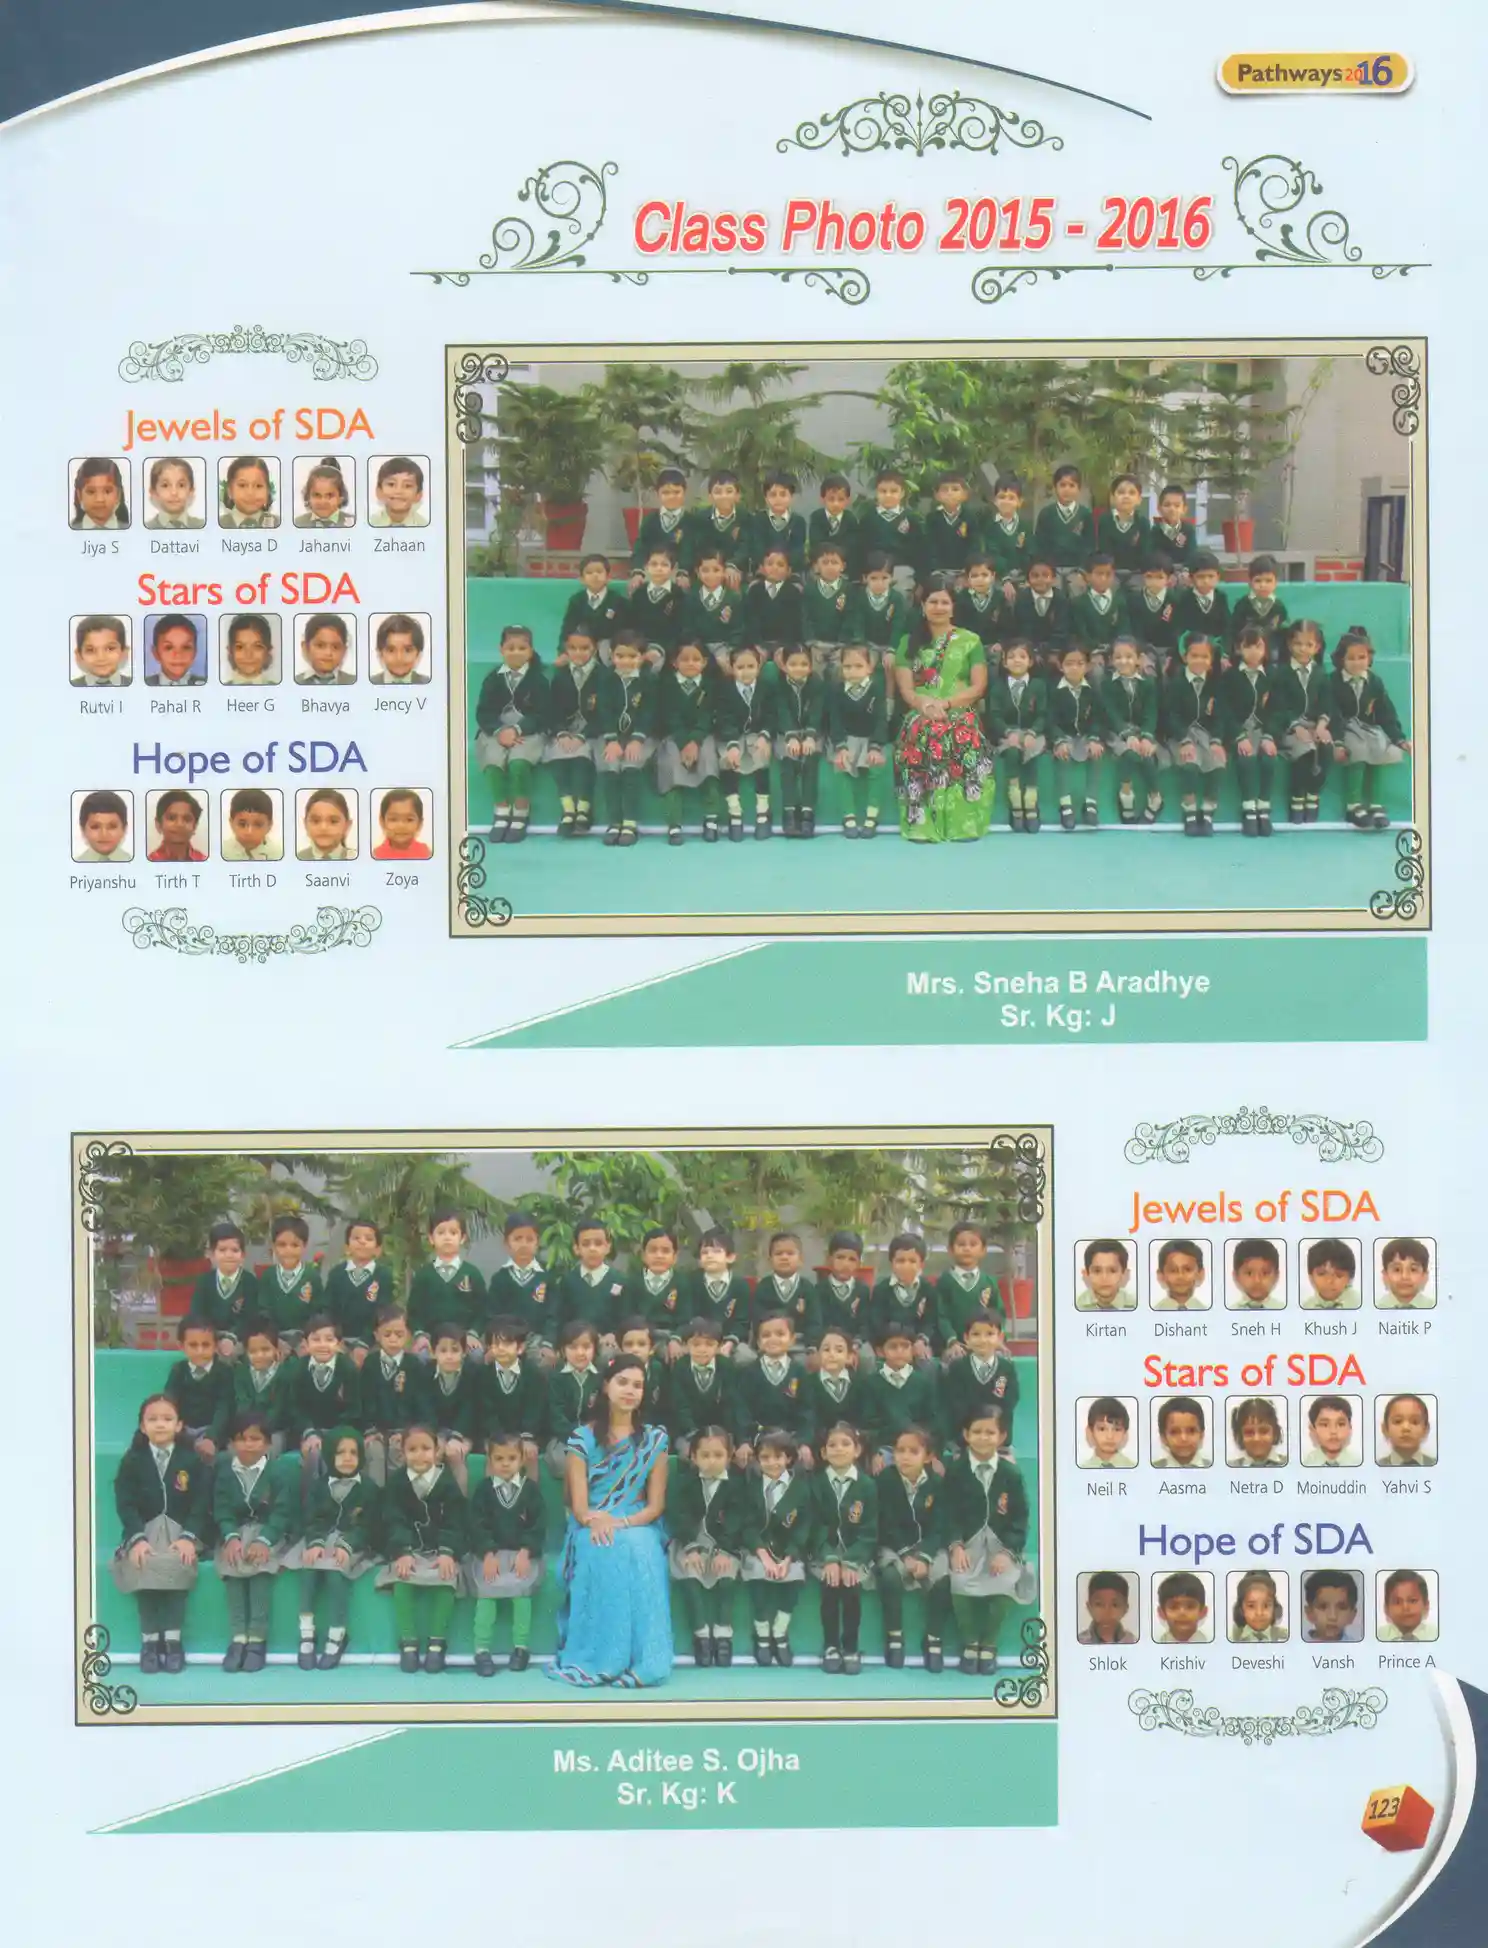 Pathways 2016
Class Photo 2015 - 2016
Jewels of SDA
Jiya S Dattavi Naysa D Jahanvi Zahaan
Stars of SDA
Rutvi I Pahal R Heer G Bhavya Jency V
Hope of SDA
Priyanshu Tirth T Tirth D Saanvi Zoya
Mrs. Sneha B Aradhye
Sr. Kg: J
Jewels of SDA
Kirtan Dishant Sneh H Khush J Naitik P
Stars of SDA
Neil R Aasma Netra D Moinuddin Yahvi S
Hope of SDA
Shlok Krishiv Deveshi Vansh Prince A
Ms. Aditee S. Ojha
Sr. Kg: K
123